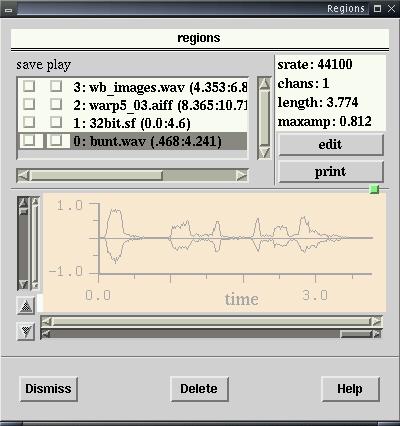 Regions
regions
save play
srate: 44100
chans: 1
length: 3.774
maxamp: 0.812
3: wb_images.wav (4.353:6.8
2: warp5_03.aiff (8.365:10.71
1: 32bit.sf (0.0:4.6)
0: bunt.wav (.468:4.241)
edit
print
1.0
-1.0
0.0
time
3.0
Dismiss
Delete
Help